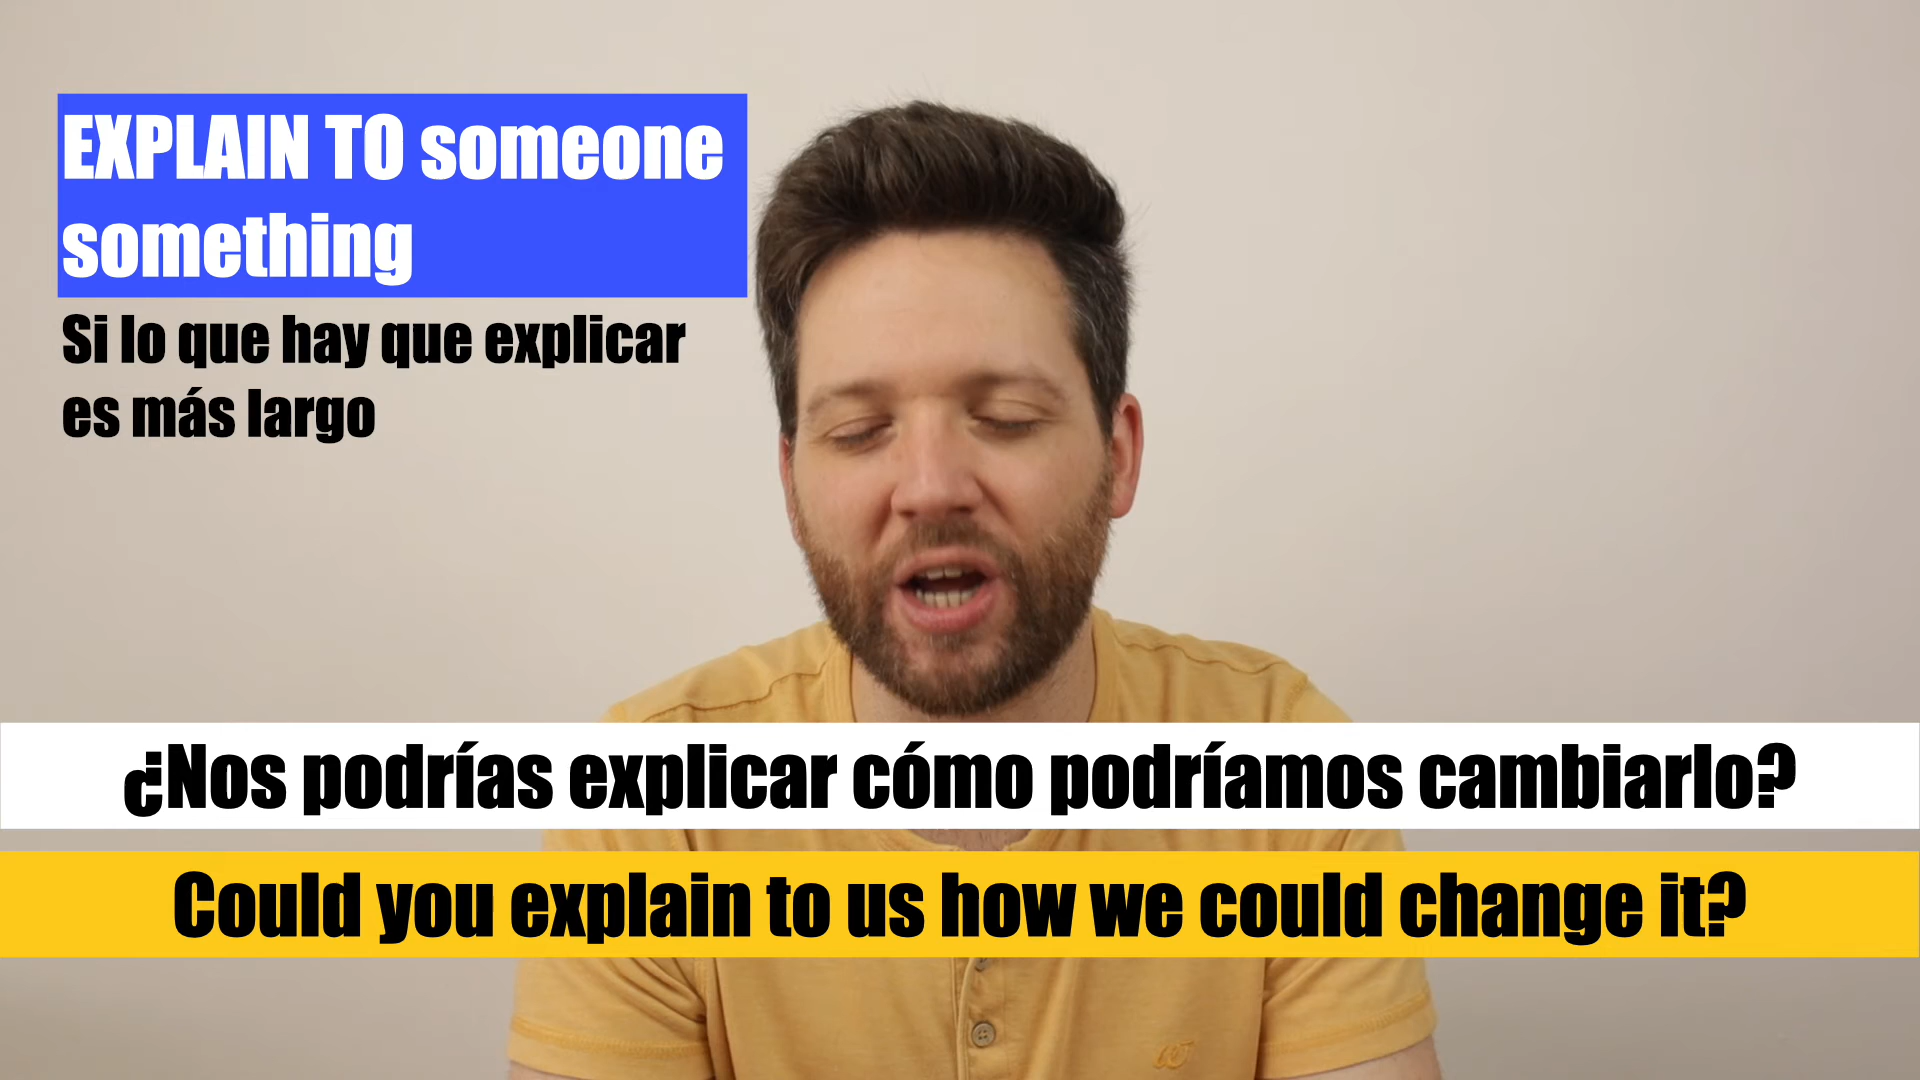 EXPLAIN TO someone
something
Si lo que hay que explicar
es más largo
¿Nos podrías explicar cómo podríamos cambiarlo?
Could you explain to us how we could change it?